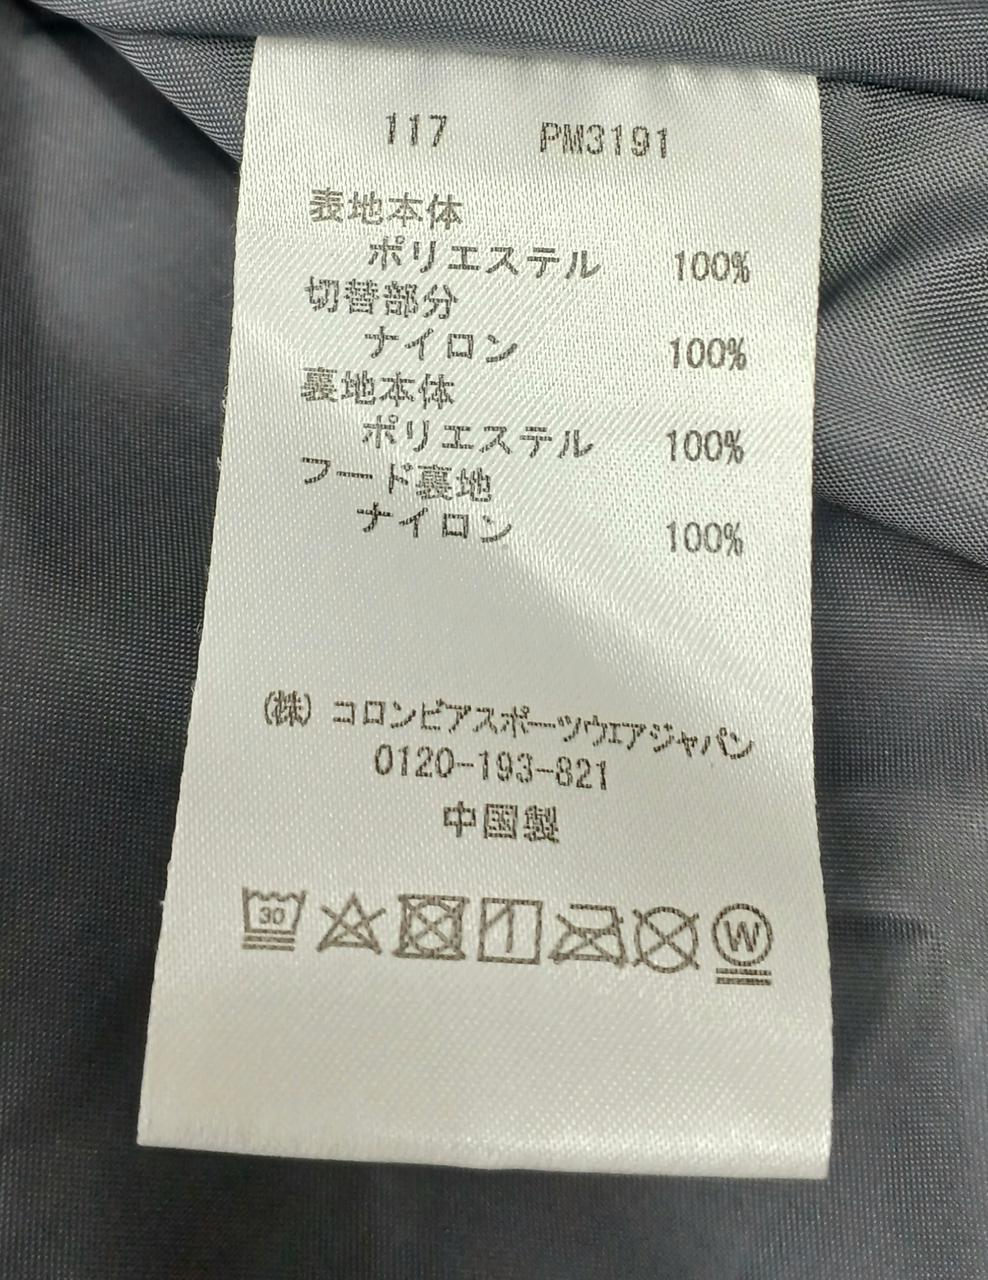 117 PM3191
表地本体
ポリエステル 100%
切替部分
ナイロン 100%
裏地本体
ポリエステル 100%
フード裏地
ナイロン 100%
(株) コロンビアスポーツウェアジャパン
0120-193-821
中国製
30 W